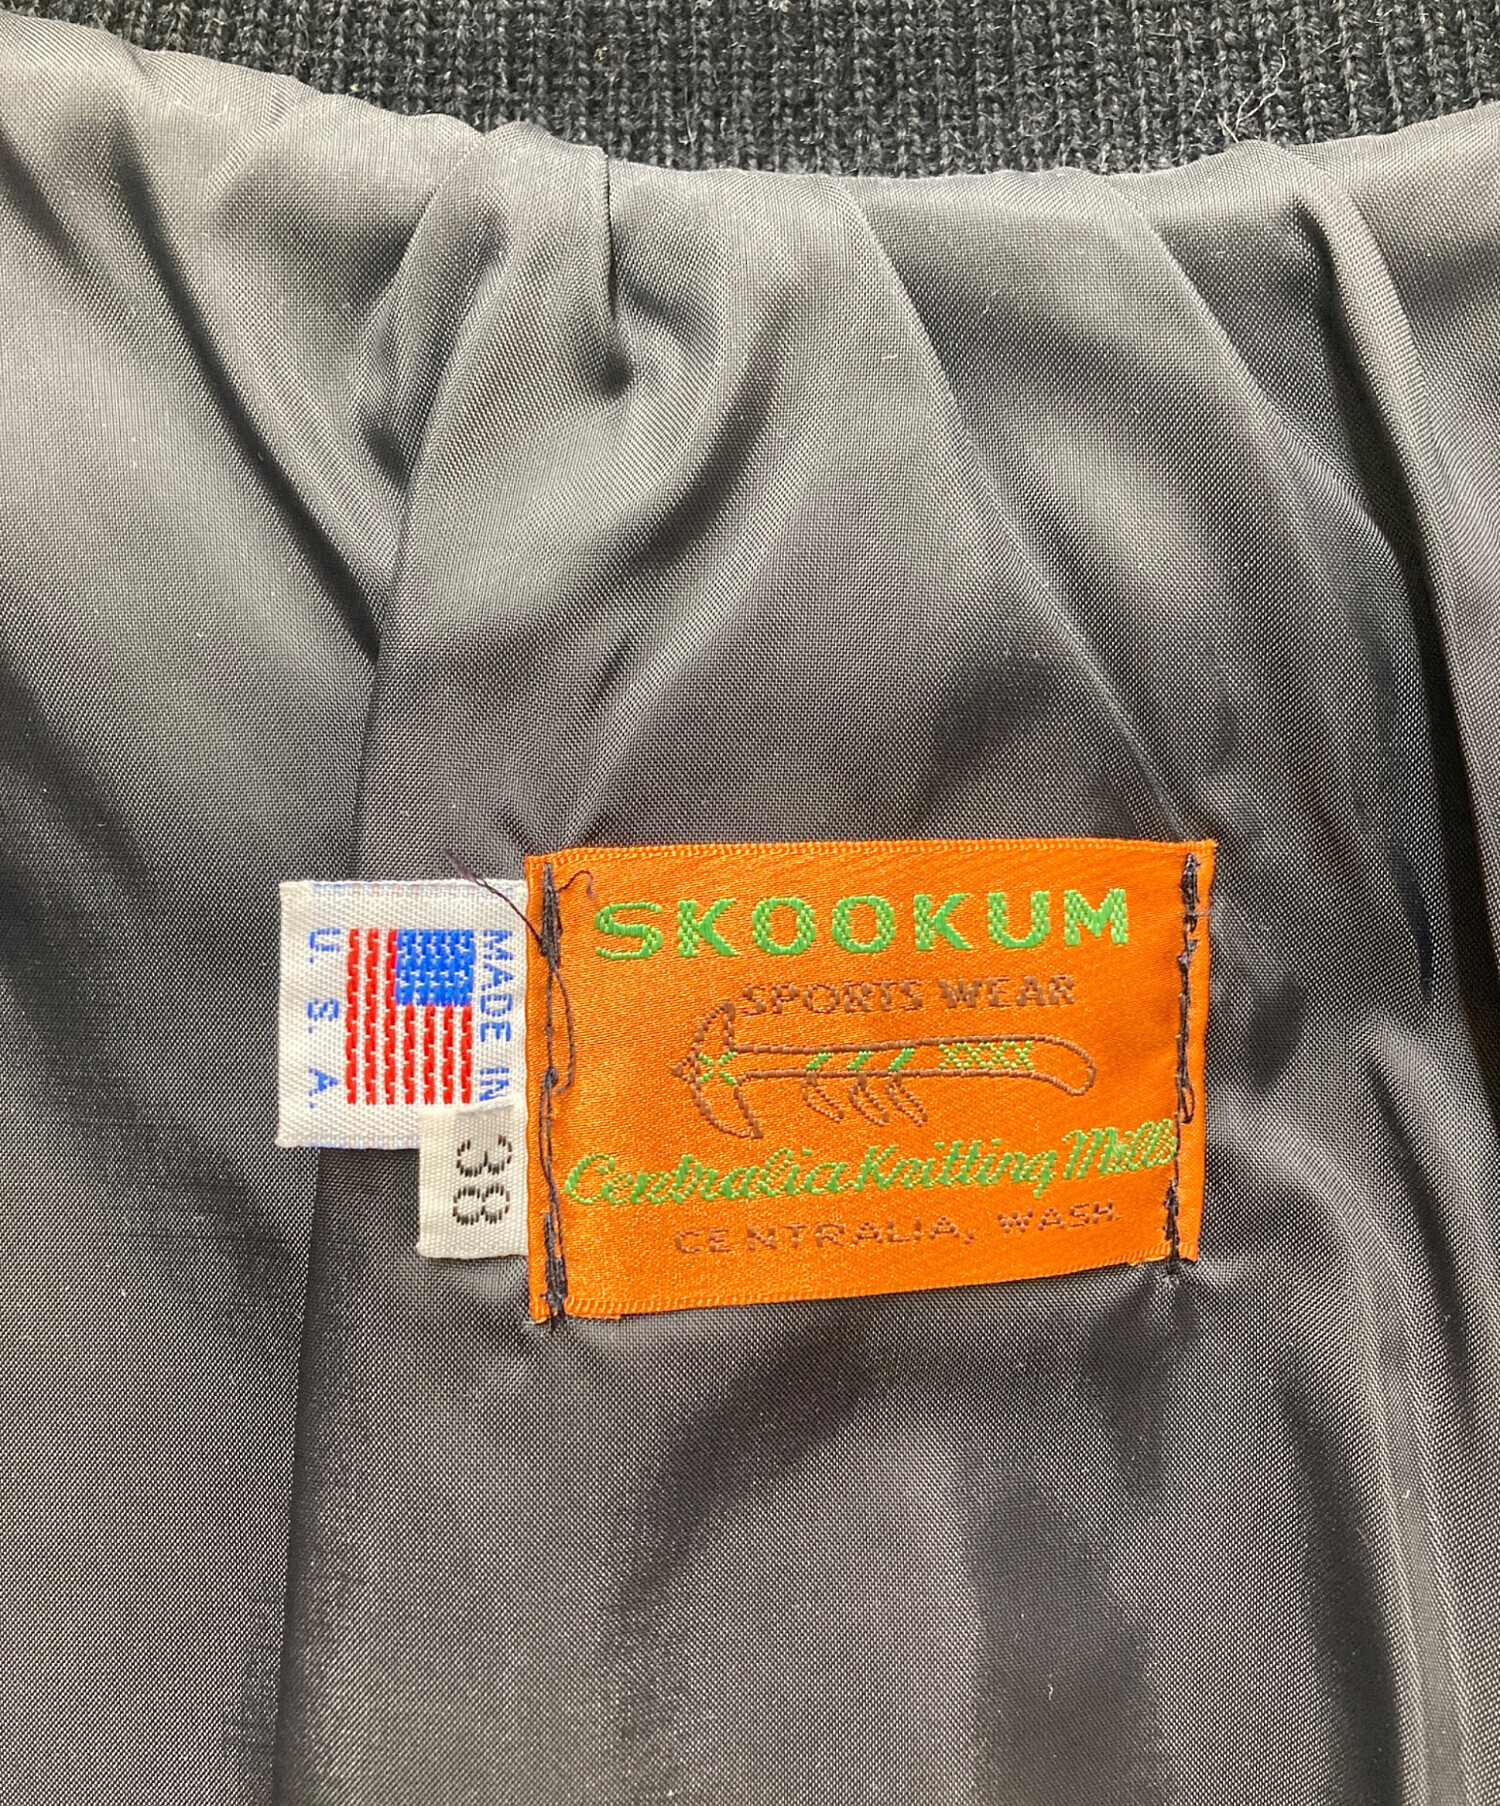 SKOOKUM
SPORTS WEAR
Centralia Knitting Mills
CENTRALIA, WASH.
MADE IN
U. S. A.
38